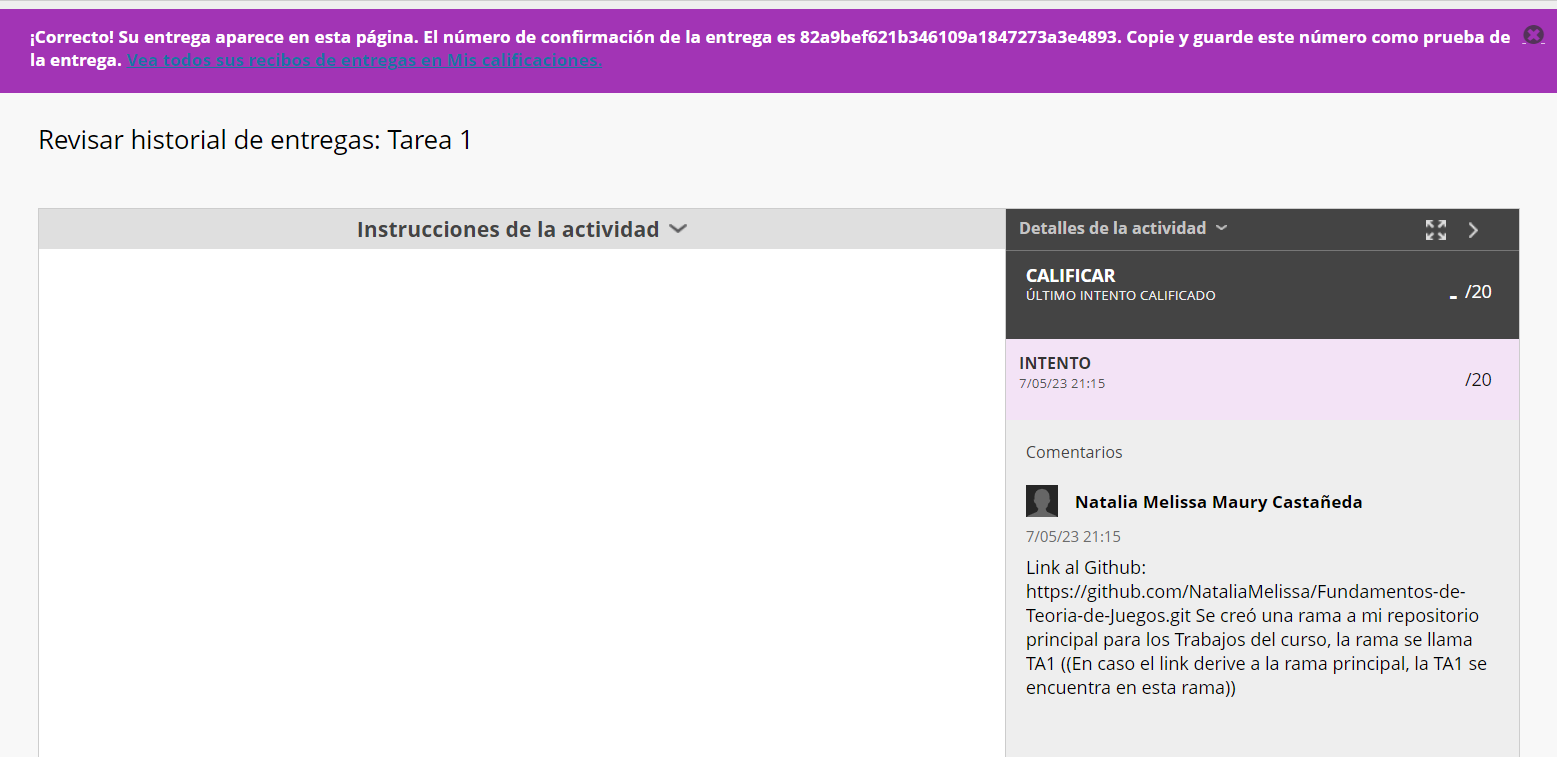 ¡Correcto! Su entrega aparece en esta página. El número de confirmación de la entrega es 82a9bef621b346109a1847273a3e4893. Copie y guarde este número como prueba de
la entrega. Vea todos sus recibos de entregas en Mis calificaciones.
Revisar historial de entregas: Tarea 1
Instrucciones de la actividad
Detalles de la actividad
CALIFICAR
ÚLTIMO INTENTO CALIFICADO
- /20
INTENTO
7/05/23 21:15
/20
Comentarios
Natalia Melissa Maury Castañeda
7/05/23 21:15
Link al Github:
https://github.com/NataliaMelissa/Fundamentos-de-
Teoria-de-Juegos.git Se creó una rama a mi repositorio
principal para los Trabajos del curso, la rama se llama
TA1 ((En caso el link derive a la rama principal, la TA1 se
encuentra en esta rama))